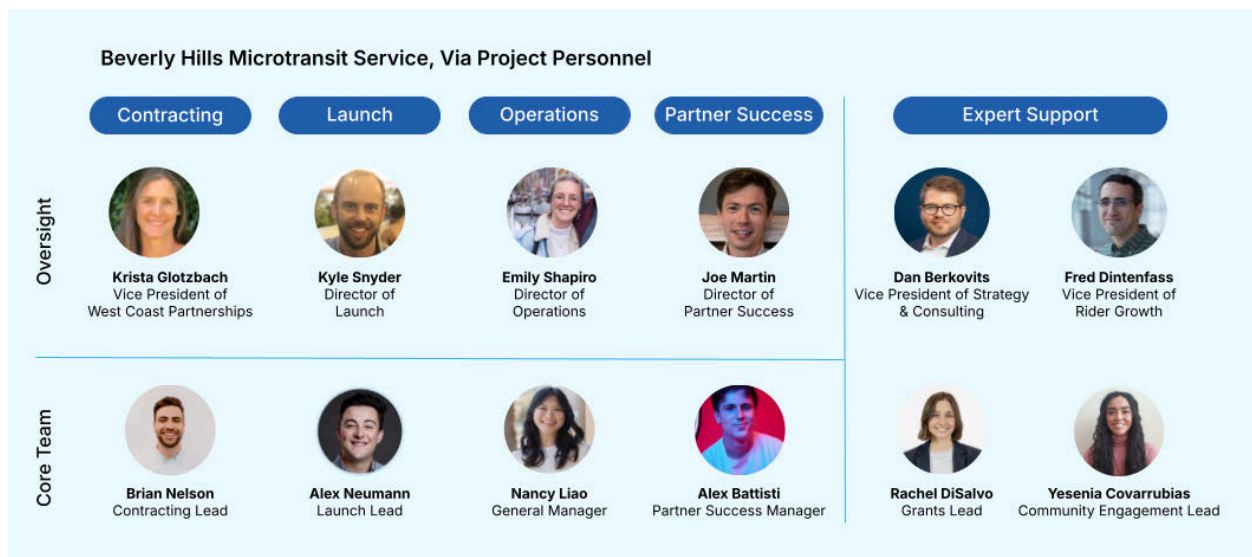 Beverly Hills Microtransit Service, Via Project Personnel
Contracting
Launch
Operations
Partner Success
Expert Support
Oversight
Krista Glotzbach
Vice President of
West Coast Partnerships
Kyle Snyder
Director of
Launch
Emily Shapiro
Director of
Operations
Joe Martin
Director of
Partner Success
Dan Berkovits
Vice President of Strategy
& Consulting
Fred Dintenfass
Vice President of
Rider Growth
Core Team
Brian Nelson
Contracting Lead
Alex Neumann
Launch Lead
Nancy Liao
General Manager
Alex Battisti
Partner Success Manager
Rachel DiSalvo
Grants Lead
Yesenia Covarrubias
Community Engagement Lead